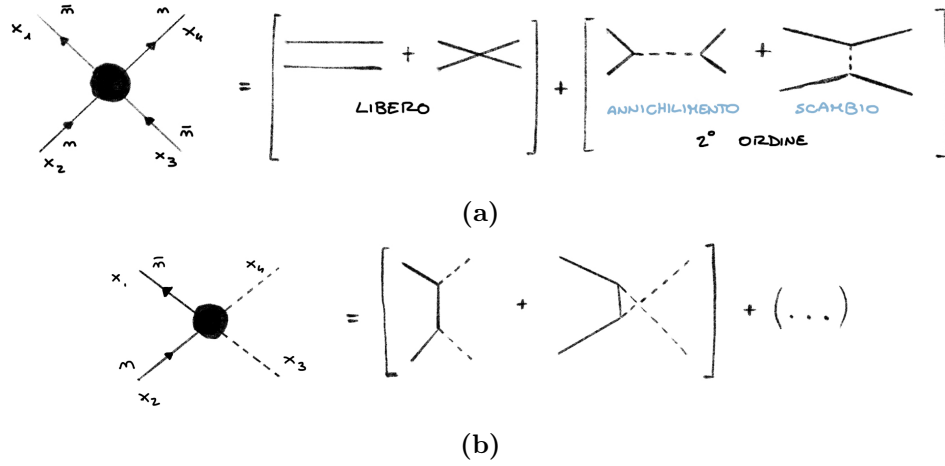 n̅ n
x₁ x₄
= + + +
LIBERO ANNICHILIMENTO SCAMBIO
2° ORDINE
n n̅
x₂ x₃
(a)
n̅
x₁ x₄
= + + (...)
n
x₂ x₃
(b)